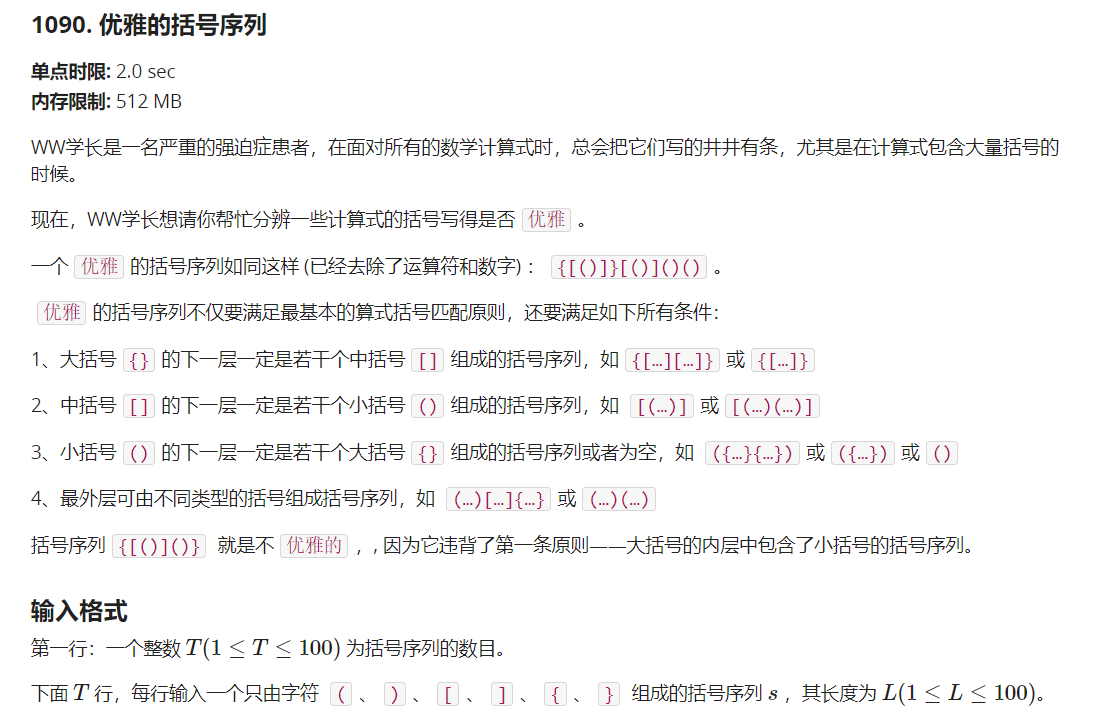 1090. 优雅的括号序列
单点时限: 2.0 sec
内存限制: 512 MB
WW学长是一名严重的强迫症患者，在面对所有的数学计算式时，总会把它们写的井井有条，尤其是在计算式包含大量括号的
时候。
现在，WW学长想请你帮忙分辨一些计算式的括号写得是否 优雅 。
一个 优雅 的括号序列如同这样 (已经去除了运算符和数字)： {[()]}[()]()() 。
优雅 的括号序列不仅要满足最基本的算式括号匹配原则，还要满足如下所有条件：
1、大括号 {} 的下一层一定是若干个中括号 [] 组成的括号序列，如 {[…][…]} 或 {[…]}
2、中括号 [] 的下一层一定是若干个小括号 () 组成的括号序列，如 [(…)] 或 [(…)(…)]
3、小括号 () 的下一层一定是若干个大括号 {} 组成的括号序列或者为空，如 ({…}{…}) 或 ({…}) 或 ()
4、最外层可由不同类型的括号组成括号序列，如 (…)[…]{…} 或 (…)(…)
括号序列 {[()]()} 就是不 优雅的 ，, 因为它违背了第一条原则——大括号的内层中包含了小括号的括号序列。
输入格式
第一行：一个整数 T(1 ≤ T ≤ 100) 为括号序列的数目。
下面 T 行，每行输入一个只由字符 ( 、 ) 、 [ 、 ] 、 { 、 } 组成的括号序列 s ，其长度为 L(1 ≤ L ≤ 100)。